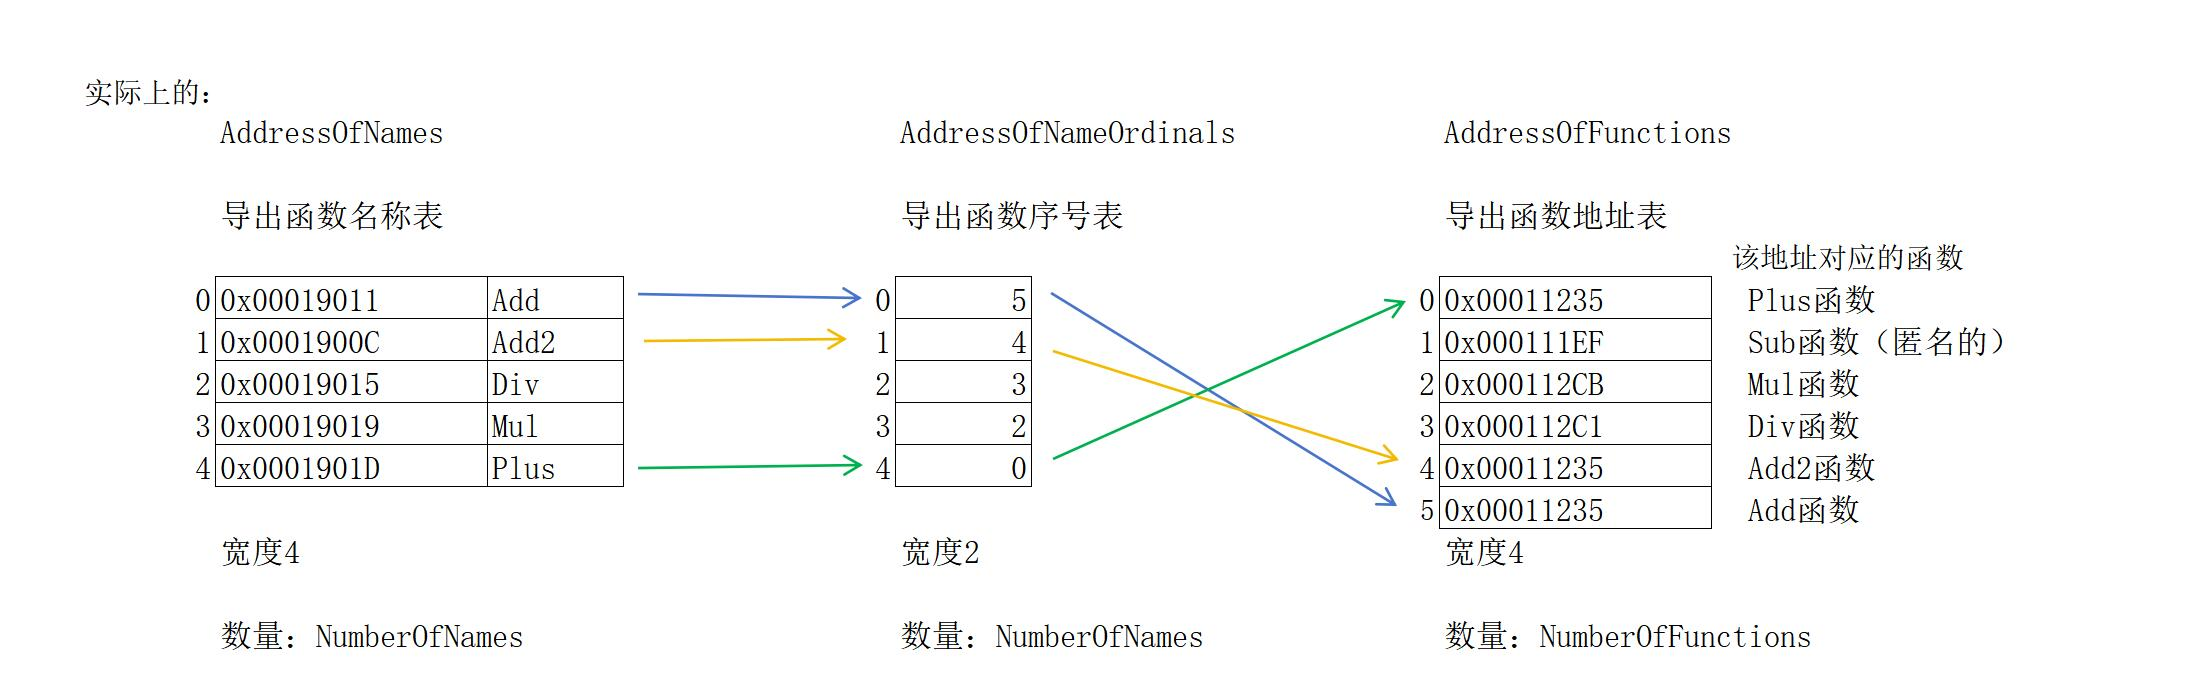 实际上的：
AddressOfNames AddressOfNameOrdinals AddressOfFunctions
导出函数名称表 导出函数序号表 导出函数地址表
该地址对应的函数
0 0x00019011 Add 0 5 0 0x00011235 Plus函数
1 0x0001900C Add2 1 4 1 0x000111EF Sub函数（匿名的）
2 0x00019015 Div 2 3 2 0x000112CB Mul函数
3 0x00019019 Mul 3 2 3 0x000112C1 Div函数
4 0x0001901D Plus 4 0 4 0x00011235 Add2函数
5 0x00011235 Add函数
宽度4 宽度2 宽度4
数量：NumberOfNames 数量：NumberOfNames 数量：NumberOfFunctions